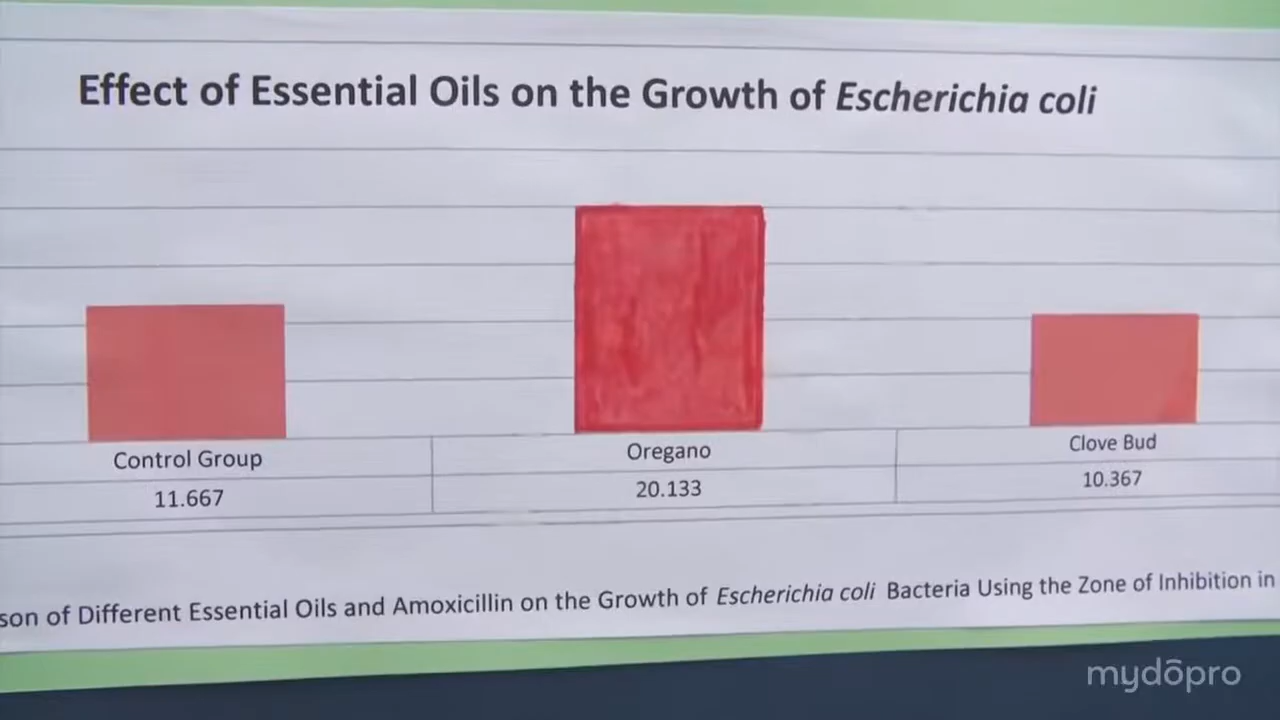 Effect of Essential Oils on the Growth of Escherichia coli
Control Group
Oregano
Clove Bud
11.667
20.133
10.367
son of Different Essential Oils and Amoxicillin on the Growth of Escherichia coli Bacteria Using the Zone of Inhibition in
mydōpro